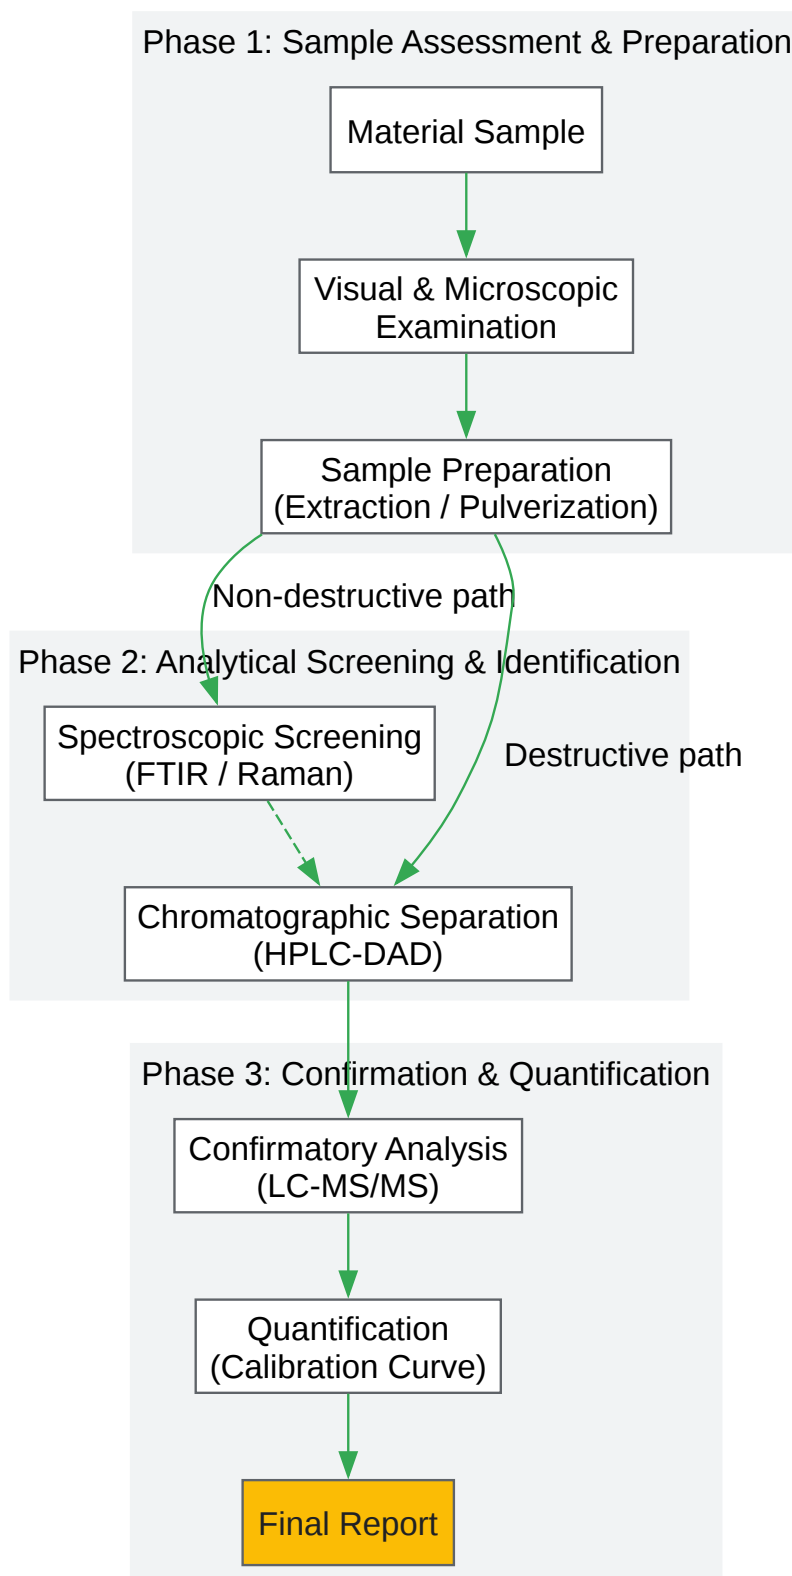 Phase 1: Sample Assessment & Preparation
Material Sample
Visual & Microscopic
Examination
Sample Preparation
(Extraction / Pulverization)
Non-destructive path
Phase 2: Analytical Screening & Identification
Spectroscopic Screening
(FTIR / Raman)
Destructive path
Chromatographic Separation
(HPLC-DAD)
Phase 3: Confirmation & Quantification
Confirmatory Analysis
(LC-MS/MS)
Quantification
(Calibration Curve)
Final Report